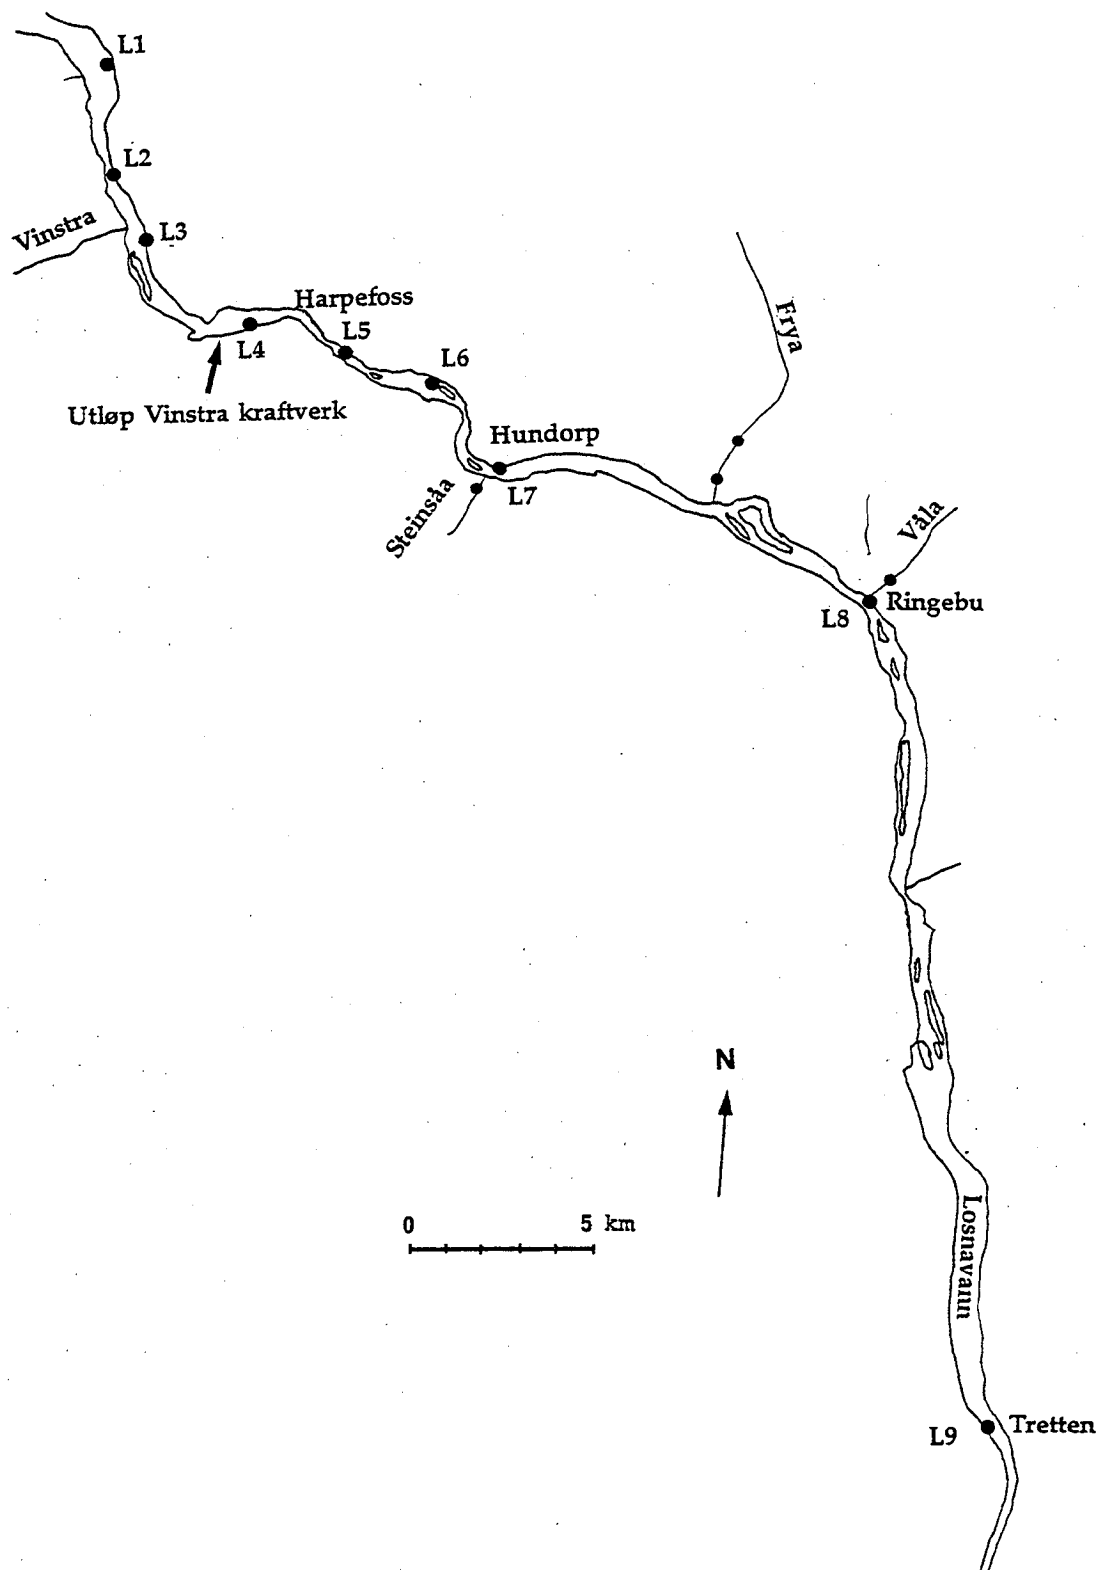 L1
L2
Vinstra
L3
Harpefoss
L4
L5
L6
Utløp Vinstra kraftverk
Frya
Hundorp
L7
Steinsåa
Våla
L8
Ringebu
N
0 5 km
Losnavann
L9
Tretten